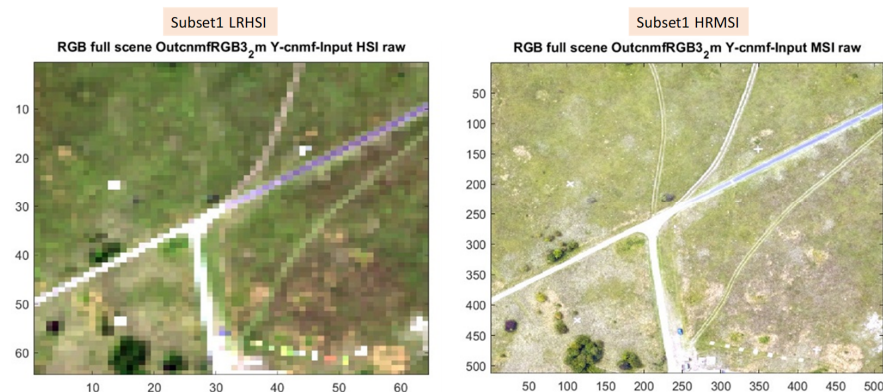 Subset1 LRHSI
RGB full scene OutcnmfRGB3₂m Y-cnmf-Input HSI raw
10
20
30
40
50
60
10 20 30 40 50 60
Subset1 HRMSI
RGB full scene OutcnmfRGB3₂m Y-cnmf-Input MSI raw
50
100
150
200
250
300
350
400
450
500
50 100 150 200 250 300 350 400 450 500